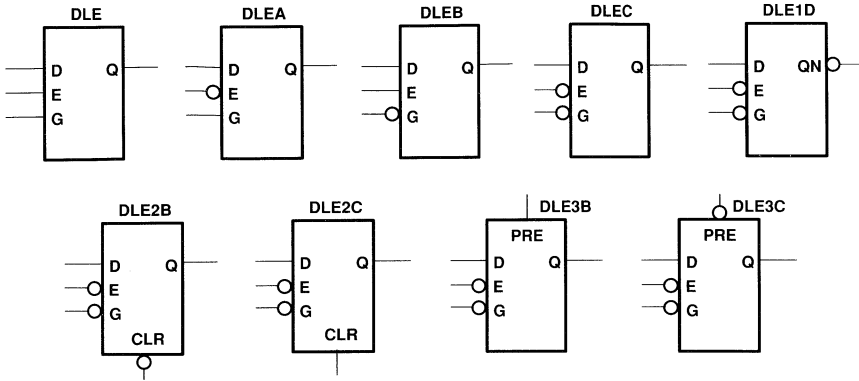 DLE
D Q
E
G
DLEA
D Q
E
G
DLEB
D Q
E
G
DLEC
D Q
E
G
DLE1D
D QN
E
G
DLE2B
D Q
E
G
CLR
DLE2C
D Q
E
G
CLR
DLE3B
PRE
D Q
E
G
DLE3C
PRE
D Q
E
G